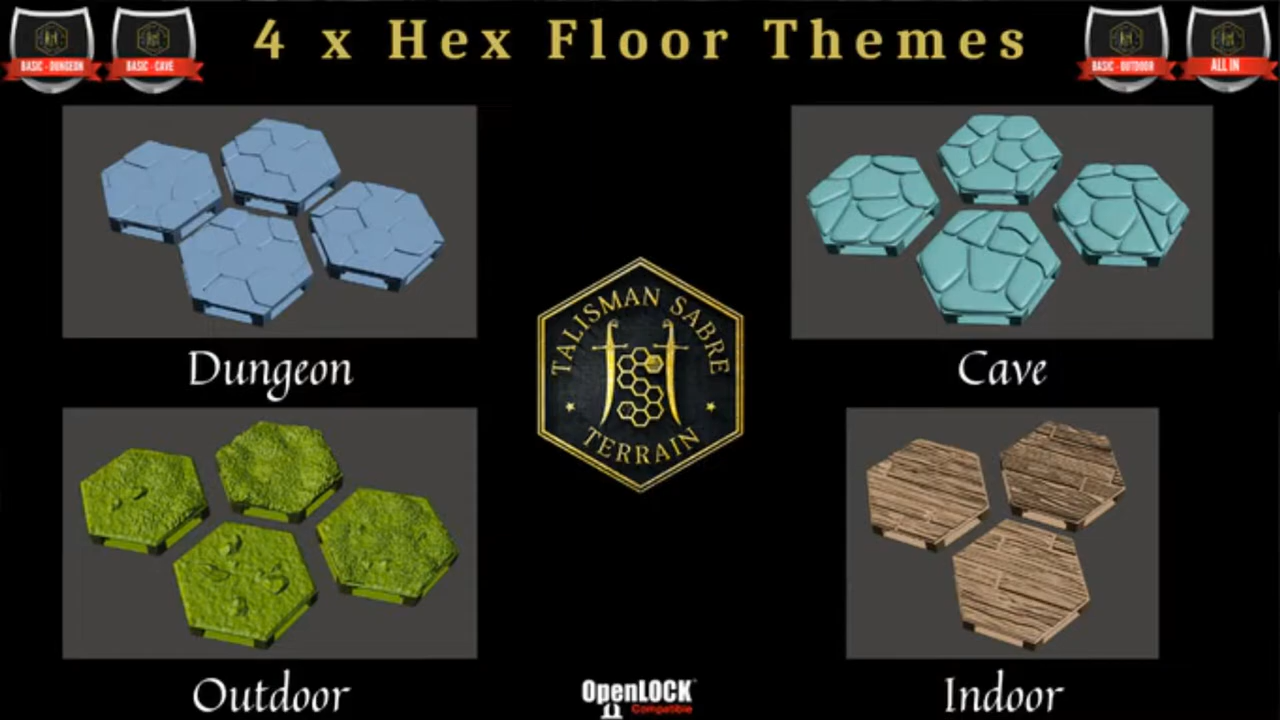 4 x Hex Floor Themes
BASIC - DUNGEON
BASIC - CAVE
BASIC - OUTDOOR
ALL IN
Dungeon
Cave
TALISMAN SABRE
TERRAIN
Outdoor
OpenLOCK
Compatible
Indoor